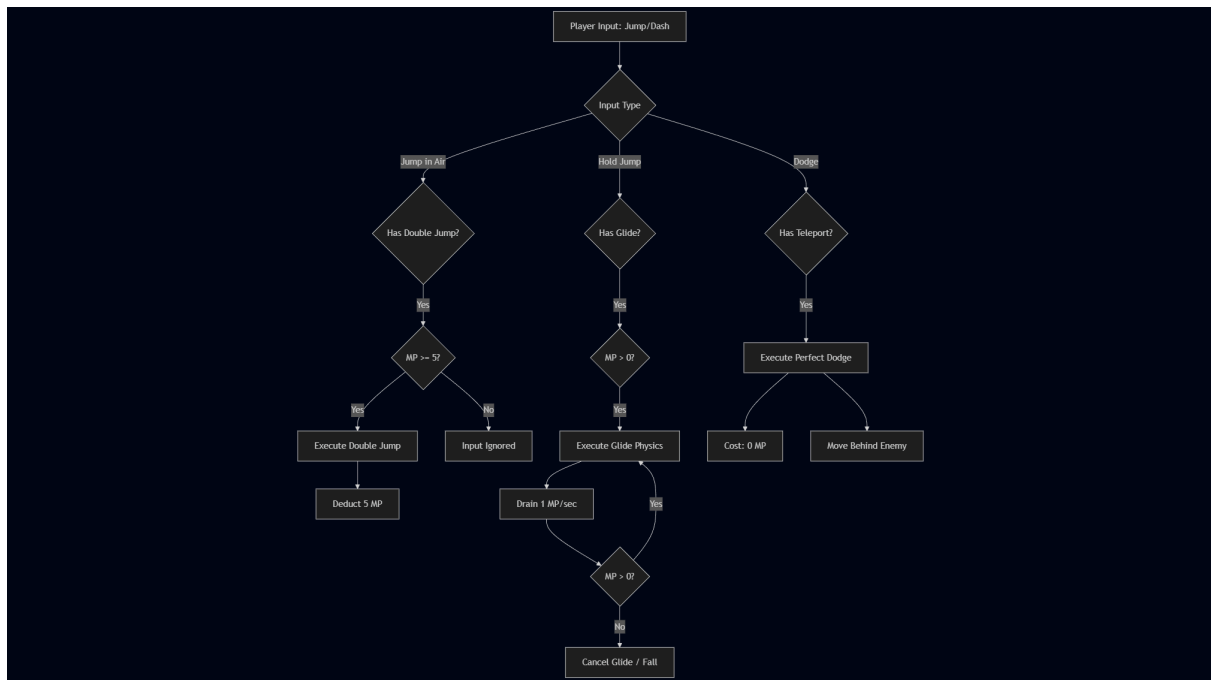 Player Input: Jump/Dash
Input Type
Jump in Air
Hold Jump
Dodge
Has Double Jump?
Has Glide?
Has Teleport?
Yes
Yes
Yes
MP >= 5?
MP > 0?
Execute Perfect Dodge
Yes
No
Yes
Execute Double Jump
Input Ignored
Execute Glide Physics
Cost: 0 MP
Move Behind Enemy
Deduct 5 MP
Drain 1 MP/sec
Yes
MP > 0?
No
Cancel Glide / Fall